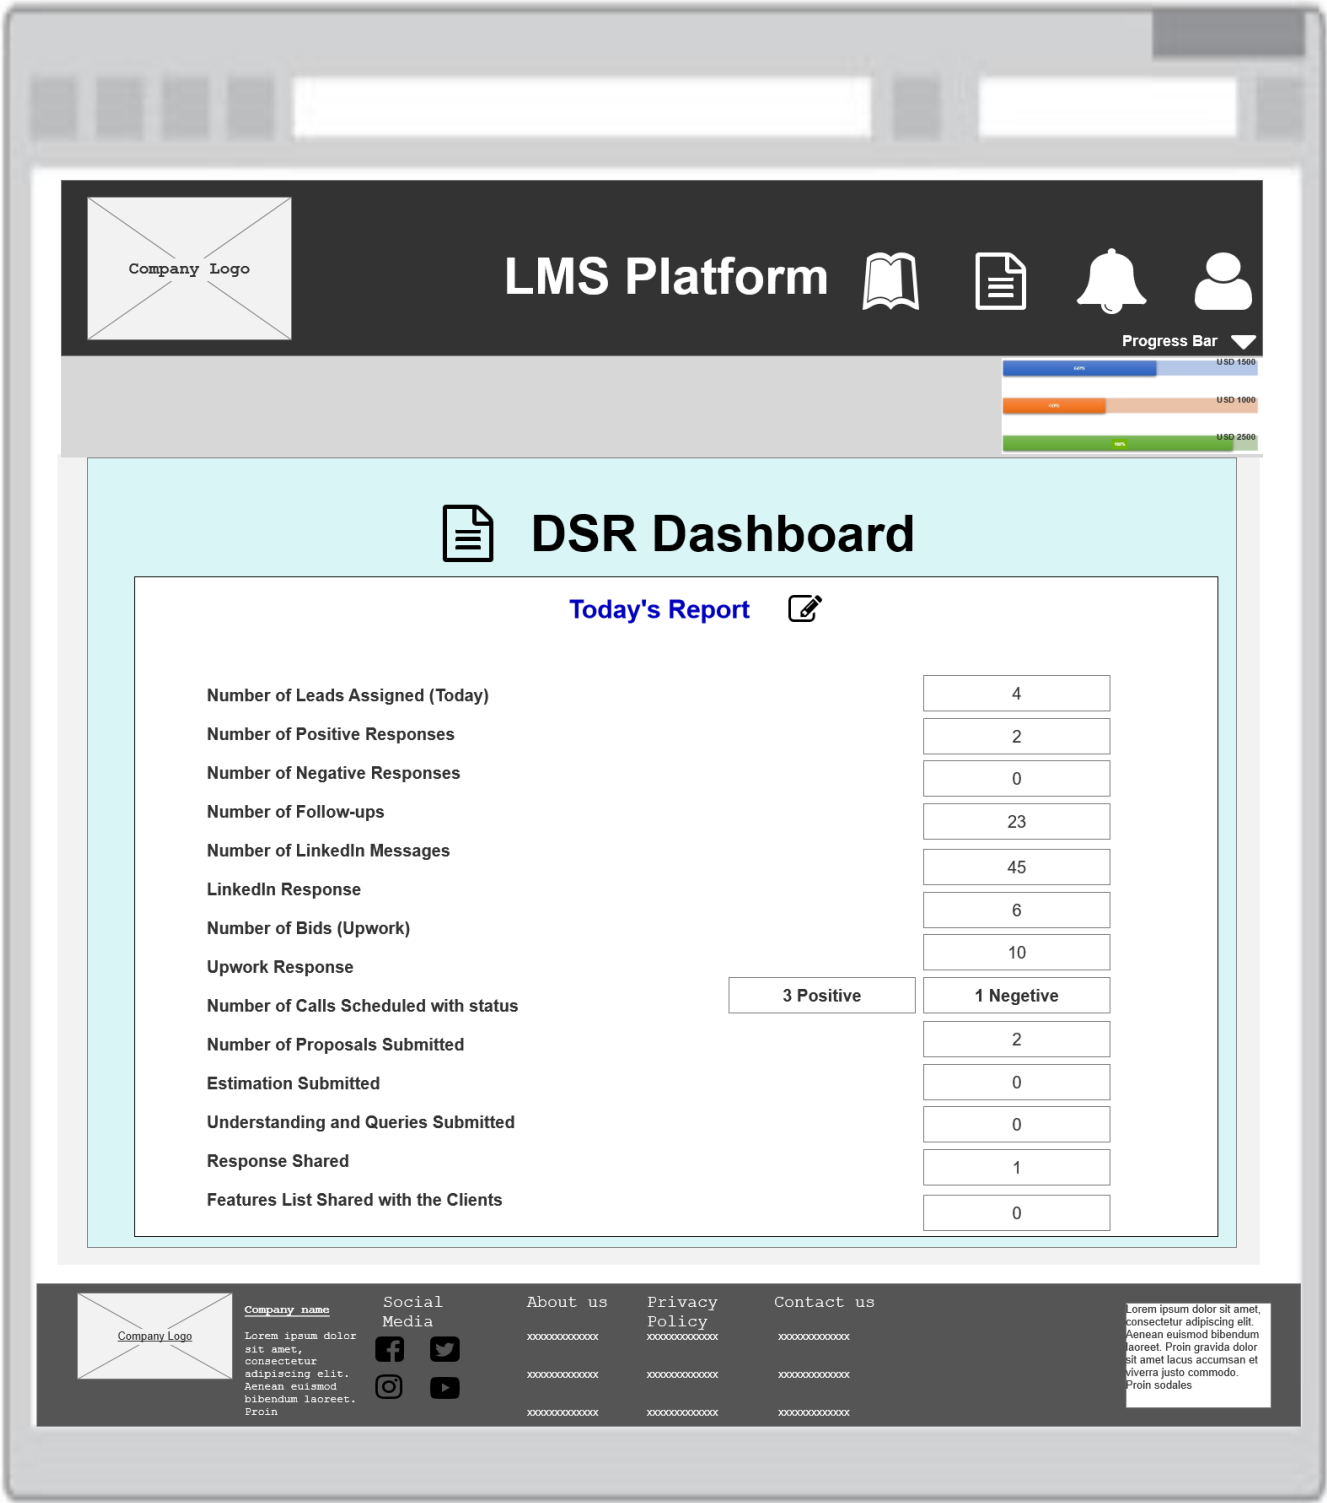 Company Logo
LMS Platform
Progress Bar
USD 1500
60%
USD 1000
40%
USD 2500
DSR Dashboard
Today's Report
Number of Leads Assigned (Today)
4
Number of Positive Responses
2
Number of Negative Responses
0
Number of Follow-ups
23
Number of LinkedIn Messages
45
LinkedIn Response
6
Number of Bids (Upwork)
10
Upwork Response
3 Positive
1 Negetive
Number of Calls Scheduled with status
2
Number of Proposals Submitted
0
Estimation Submitted
0
Understanding and Queries Submitted
1
Response Shared
0
Features List Shared with the Clients
Company Logo
Company name
Lorem ipsum dolor
sit amet,
consectetur
adipiscing elit.
Aenean euismod
bibendum laoreet.
Proin
Social
Media
About us
xxxxxxxxxxxxx
xxxxxxxxxxxxx
xxxxxxxxxxxxx
Privacy
Policy
xxxxxxxxxxxxx
xxxxxxxxxxxxx
xxxxxxxxxxxxx
Contact us
xxxxxxxxxxxxx
xxxxxxxxxxxxx
xxxxxxxxxxxxx
Lorem ipsum dolor sit amet,
consectetur adipiscing elit.
Aenean euismod bibendum
laoreet. Proin gravida dolor
sit amet lacus accumsan et
viverra justo commodo.
Proin sodales